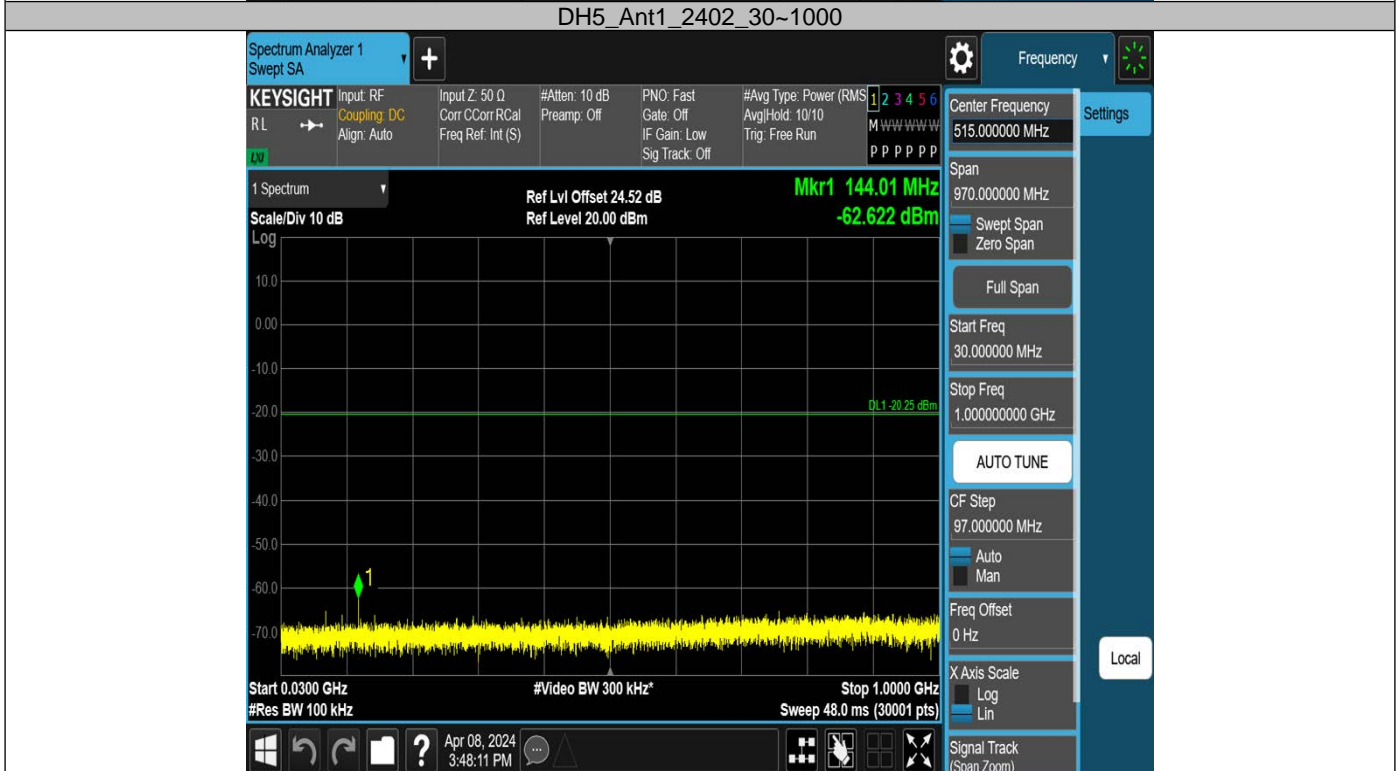 DH5_Ant1_2402_30~1000
Spectrum Analyzer 1
Swept SA
+
Frequency
KEYSIGHT
RL
LXI
Input: RF
Coupling: DC
Align: Auto
Input Z: 50 Ω
Corr CCorr RCal
Freq Ref: Int (S)
#Atten: 10 dB
Preamp: Off
PNO: Fast
Gate: Off
IF Gain: Low
Sig Track: Off
#Avg Type: Power (RMS
Avg|Hold: 10/10
Trig: Free Run
1 2 3 4 5 6
M W W W W W
P P P P P P
Center Frequency
515.000000 MHz
Settings
1 Spectrum
Scale/Div 10 dB
Log
Ref Lvl Offset 24.52 dB
Ref Level 20.00 dBm
Mkr1 144.01 MHz
-62.622 dBm
Span
970.000000 MHz
Swept Span
Zero Span
Full Span
Start Freq
30.000000 MHz
Stop Freq
1.000000000 GHz
AUTO TUNE
CF Step
97.000000 MHz
Auto
Man
Freq Offset
0 Hz
X Axis Scale
Log
Lin
Signal Track
(Span Zoom)
Local
10.0
0.00
-10.0
-20.0
DL1 -20.25 dBm
-30.0
-40.0
-50.0
-60.0
1
-70.0
Start 0.0300 GHz
#Video BW 300 kHz*
Stop 1.0000 GHz
#Res BW 100 kHz
Sweep 48.0 ms (30001 pts)
?
Apr 08, 2024
3:48:11 PM